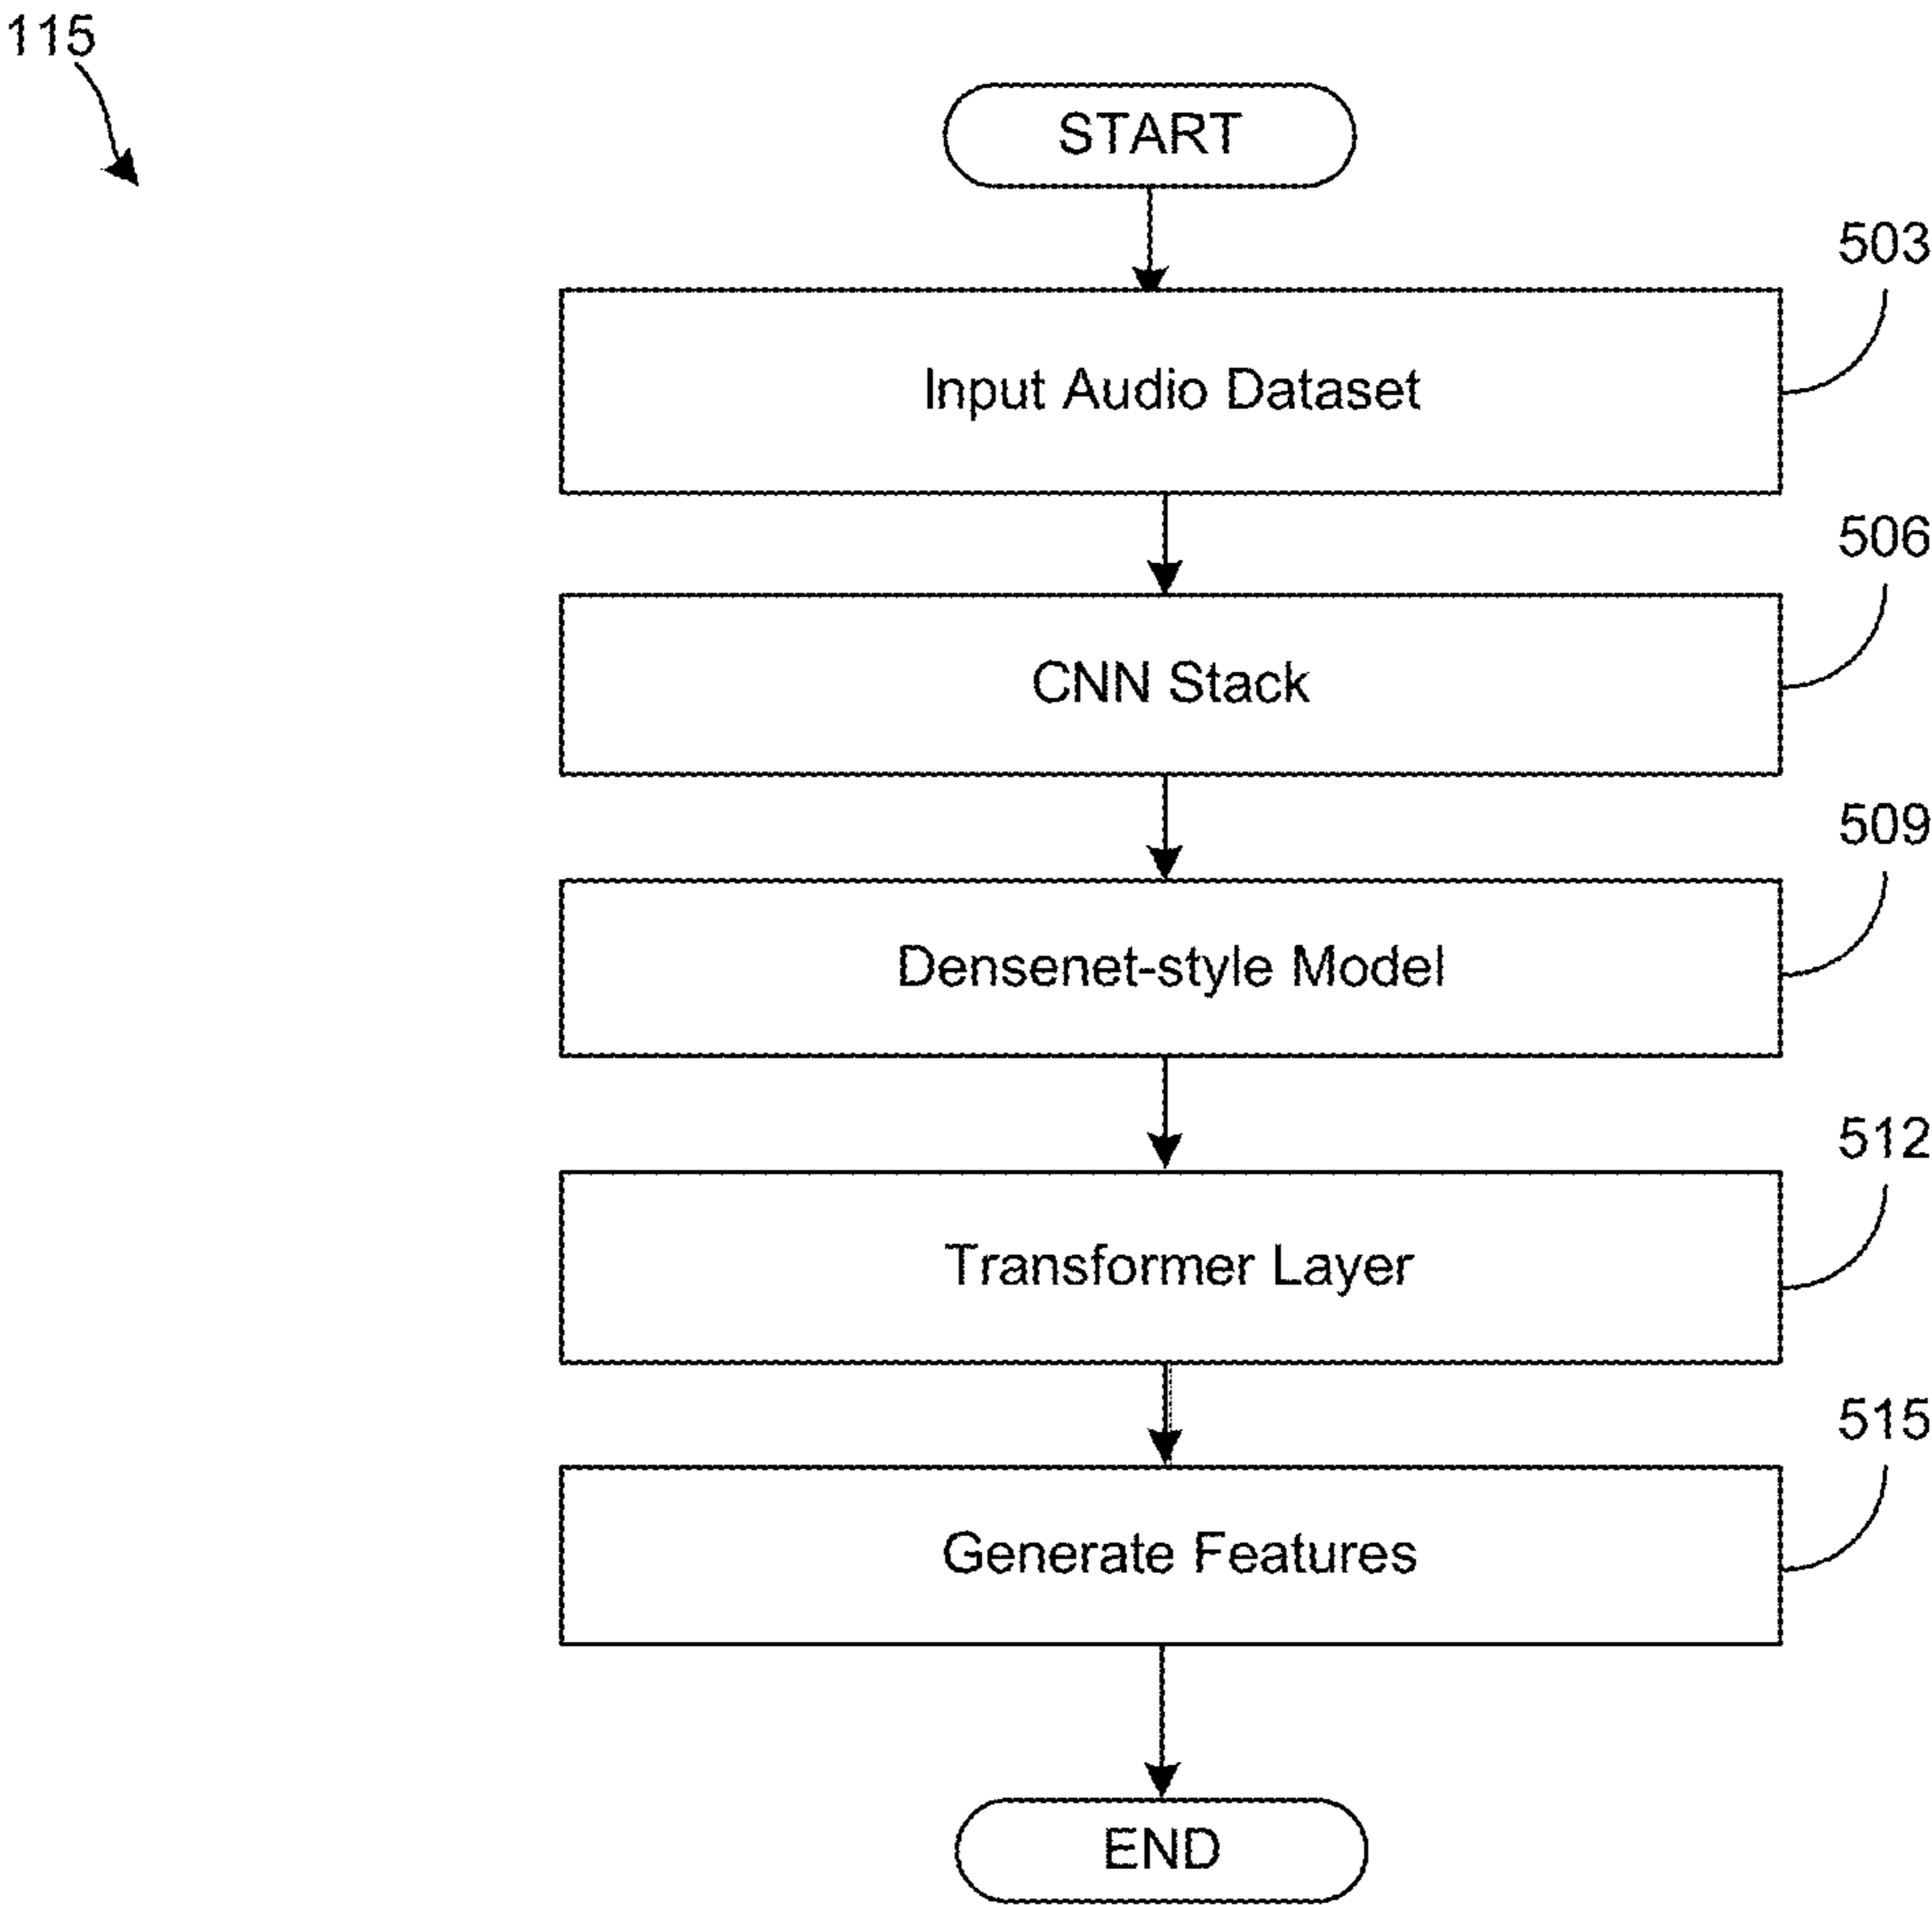 115
START
503
Input Audio Dataset
506
CNN Stack
509
Densenet-style Model
512
Transformer Layer
515
Generate Features
END